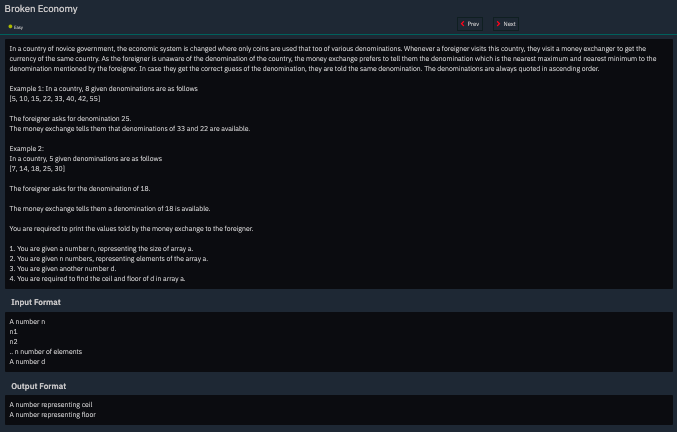 Broken Economy
Easy
Prev
Next
In a country of novice government, the economic system is changed where only coins are used that too of various denominations. Whenever a foreigner visits this country, they visit a money exchanger to get the
currency of the same country. As the foreigner is unaware of the denomination of the country, the money exchange prefers to tell them the denomination which is the nearest maximum and nearest minimum to the
denomination mentioned by the foreigner. In case they get the correct guess of the denomination, they are told the same denomination. The denominations are always quoted in ascending order.
Example 1: In a country, 8 given denominations are as follows
[5, 10, 15, 22, 33, 40, 42, 55]
The foreigner asks for denomination 25.
The money exchange tells them that denominations of 33 and 22 are available.
Example 2:
In a country, 5 given denominations are as follows
[7, 14, 18, 25, 30]
The foreigner asks for the denomination of 18.
The money exchange tells them a denomination of 18 is available.
You are required to print the values told by the money exchange to the foreigner.
1. You are given a number n, representing the size of array a.
2. You are given n numbers, representing elements of the array a.
3. You are given another number d.
4. You are required to find the ceil and floor of d in array a.
Input Format
A number n
n1
n2
.. n number of elements
A number d
Output Format
A number representing ceil
A number representing floor